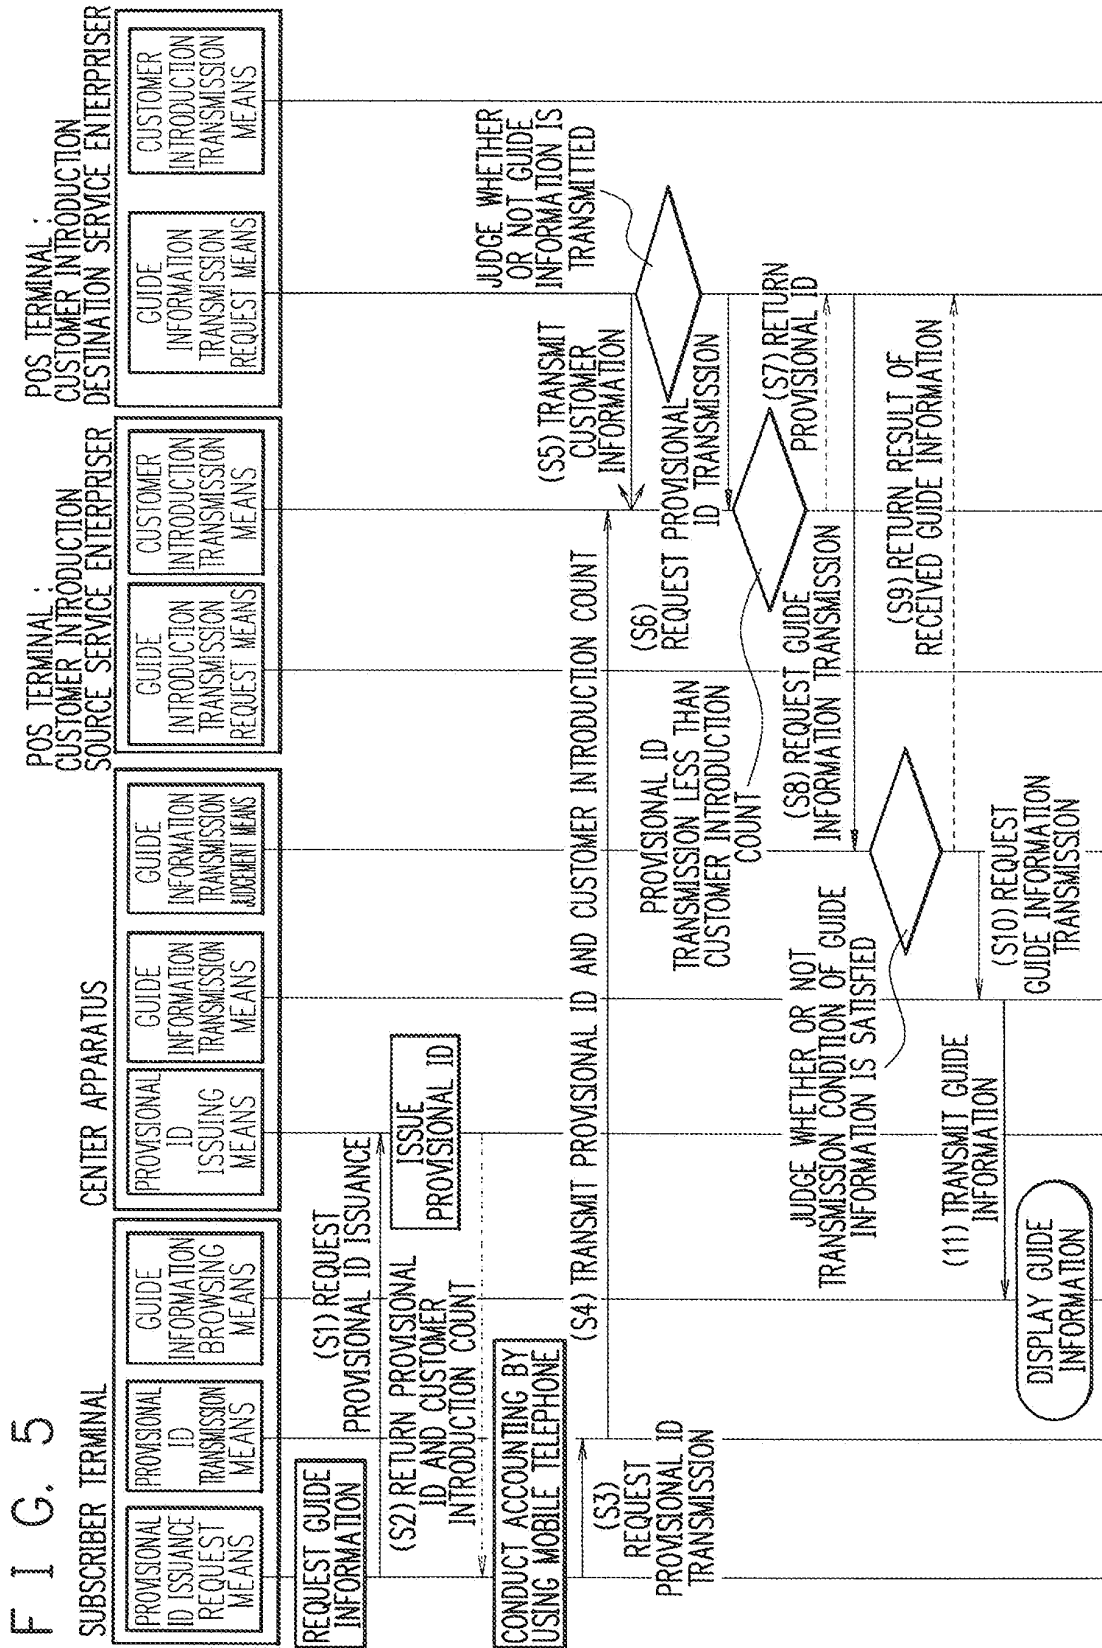 FIG. 5
SUBSCRIBER TERMINAL
PROVISIONAL
ID ISSUANCE
REQUEST
MEANS
PROVISIONAL
ID
TRANSMISSION
MEANS
GUIDE
INFORMATION
BROWSING
MEANS
CENTER APPARATUS
PROVISIONAL
ID
ISSUING
MEANS
GUIDE
INFORMATION
TRANSMISSION
MEANS
GUIDE
INFORMATION
TRANSMISSION
JUDGEMENT MEANS
POS TERMINAL :
CUSTOMER INTRODUCTION
SOURCE SERVICE ENTERPRISER
GUIDE
INTRODUCTION
TRANSMISSION
REQUEST MEANS
CUSTOMER
INTRODUCTION
TRANSMISSION
MEANS
POS TERMINAL :
CUSTOMER INTRODUCTION
DESTINATION SERVICE ENTERPRISER
GUIDE
INFORMATION
TRANSMISSION
REQUEST MEANS
CUSTOMER
INTRODUCTION
TRANSMISSION
MEANS
REQUEST GUIDE
INFORMATION
(S1) REQUEST
PROVISIONAL ID ISSUANCE
ISSUE
PROVISIONAL ID
(S2) RETURN PROVISIONAL
ID AND CUSTOMER
INTRODUCTION COUNT
CONDUCT ACCOUNTING BY
USING MOBILE TELEPHONE
(S3)
REQUEST
PROVISIONAL ID
TRANSMISSION
(S4) TRANSMIT PROVISIONAL ID AND CUSTOMER INTRODUCTION COUNT
(S5) TRANSMIT
CUSTOMER
INFORMATION
JUDGE WHETHER
OR NOT GUIDE
INFORMATION IS
TRANSMITTED
(S6)
REQUEST PROVISIONAL
ID TRANSMISSION
PROVISIONAL ID
TRANSMISSION LESS THAN
CUSTOMER INTRODUCTION
COUNT
(S7) RETURN
PROVISIONAL ID
(S8) REQUEST GUIDE
INFORMATION TRANSMISSION
JUDGE WHETHER OR NOT
TRANSMISSION CONDITION OF GUIDE
INFORMATION IS SATISFIED
(S9) RETURN RESULT OF
RECEIVED GUIDE INFORMATION
(S10) REQUEST
GUIDE INFORMATION
TRANSMISSION
(11) TRANSMIT GUIDE
INFORMATION
DISPLAY GUIDE
INFORMATION